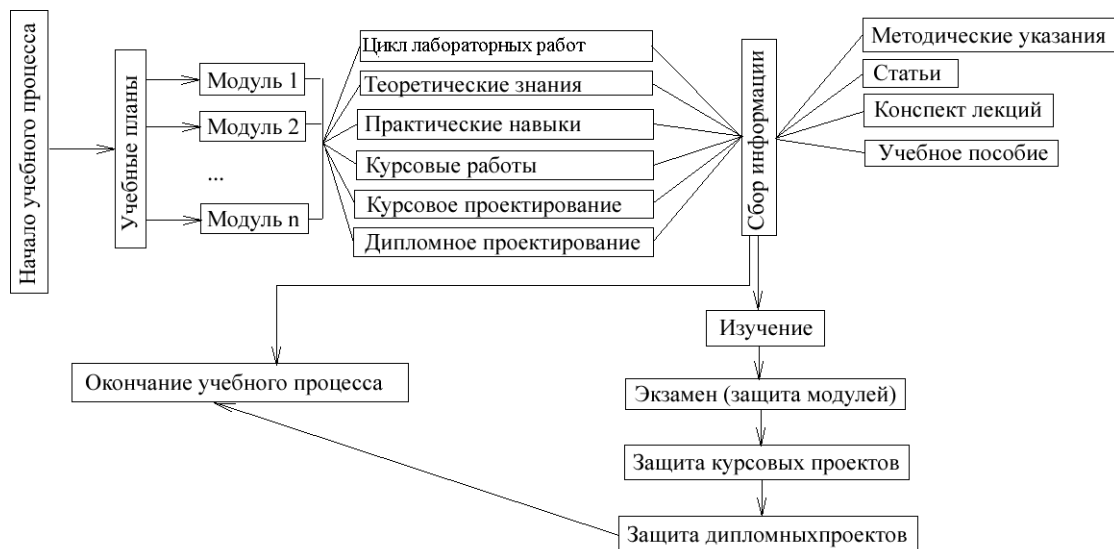 Начало учебного процесса
Учебные планы
Модуль 1
Модуль 2
...
Модуль n
Цикл лабораторных работ
Теоретические знания
Практические навыки
Курсовые работы
Курсовое проектирование
Дипломное проектирование
Сбор информации
Методические указания
Статьи
Конспект лекций
Учебное пособие
Изучение
Экзамен (защита модулей)
Защита курсовых проектов
Защита дипломныхпроектов
Окончание учебного процесса